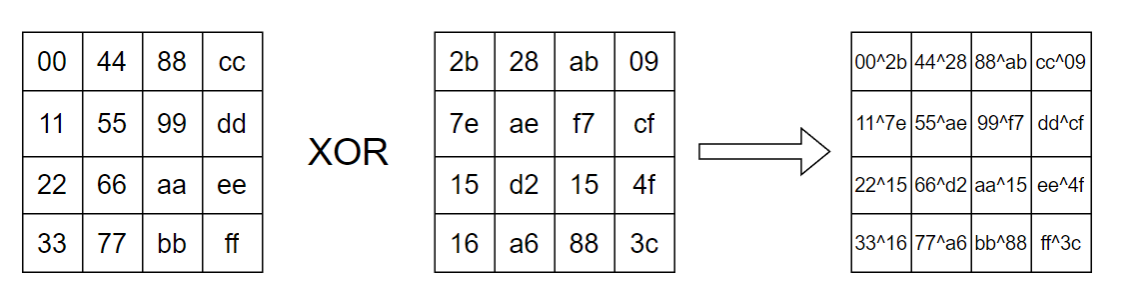 00 44 88 cc
11 55 99 dd
22 66 aa ee
33 77 bb ff
XOR
2b 28 ab 09
7e ae f7 cf
15 d2 15 4f
16 a6 88 3c
00^2b 44^28 88^ab cc^09
11^7e 55^ae 99^f7 dd^cf
22^15 66^d2 aa^15 ee^4f
33^16 77^a6 bb^88 ff^3c